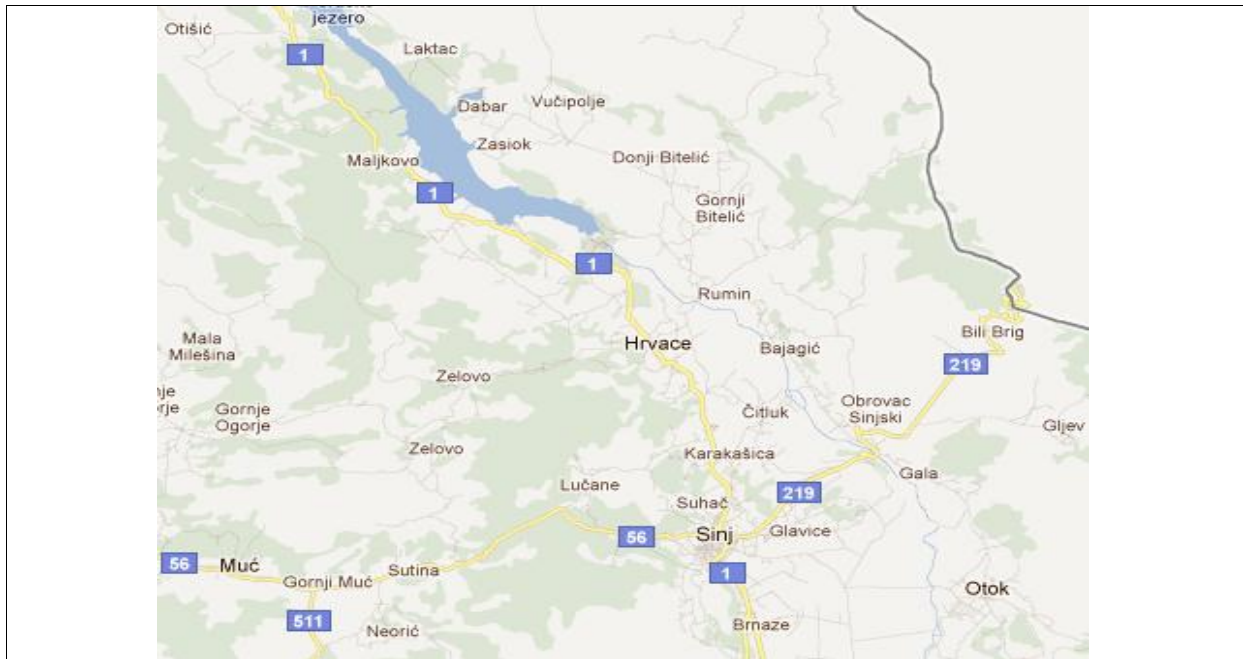 jezero
Otišić
1
Laktac
Dabar
Vučipolje
Zasiok
Maljkovo
Donji Bitelić
1
Gornji
Bitelić
1
Rumin
Bili Brig
Mala
Milešina
Hrvace
Bajagić
219
Zelovo
Obrovac
Sinjski
Gornje
Ogorje
Čitluk
Gljev
Zelovo
Karakašica
Gala
Lučane
219
Suhač
56
Sinj
Glavice
56
Muć
Gornji Muć
Sutina
1
Otok
511
Neorić
Brnaze